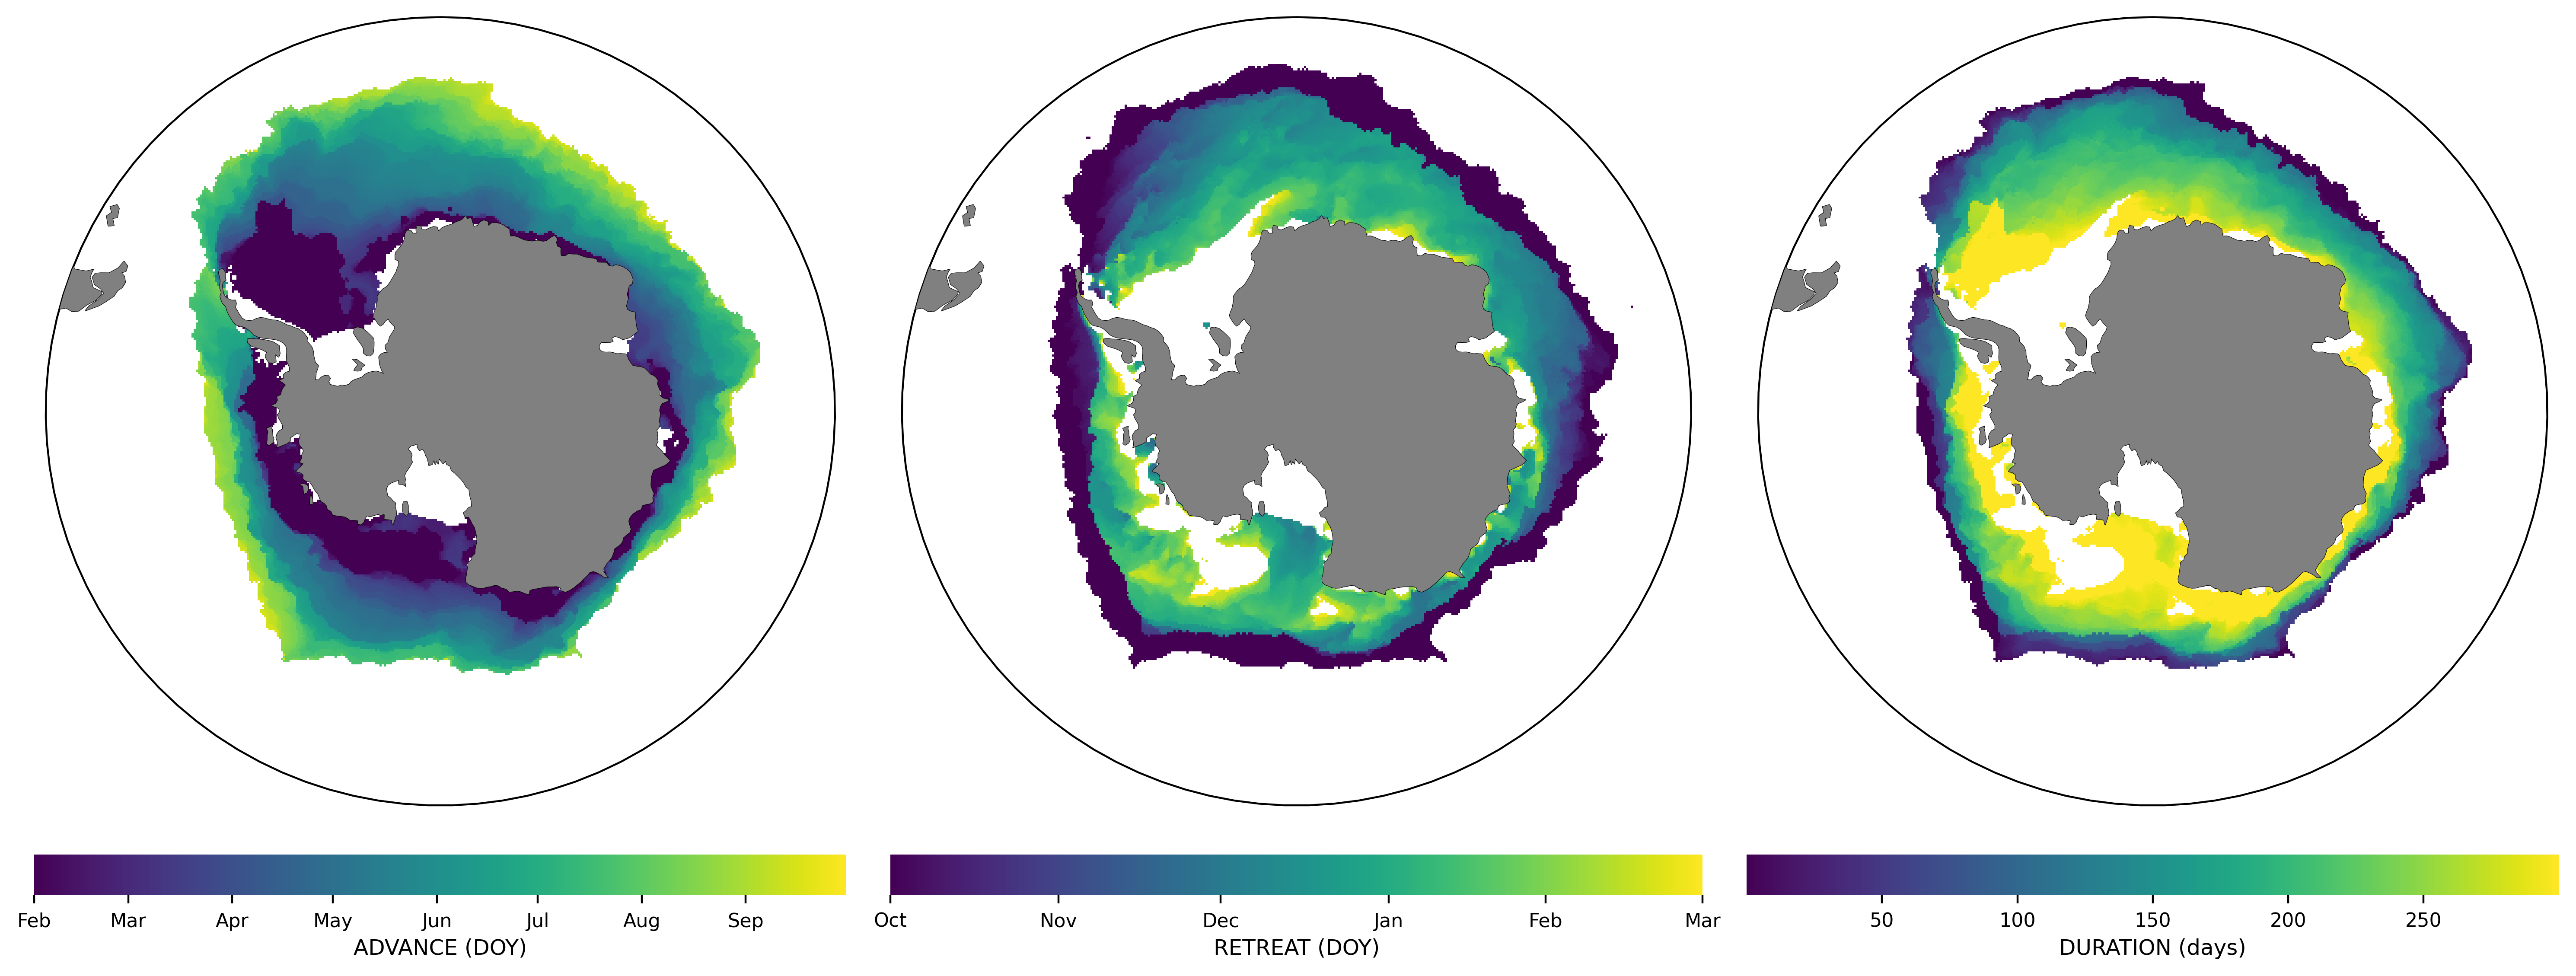 Feb Mar Apr May Jun Jul Aug Sep
ADVANCE (DOY)
Oct Nov Dec Jan Feb Mar
RETREAT (DOY)
50 100 150 200 250
DURATION (days)